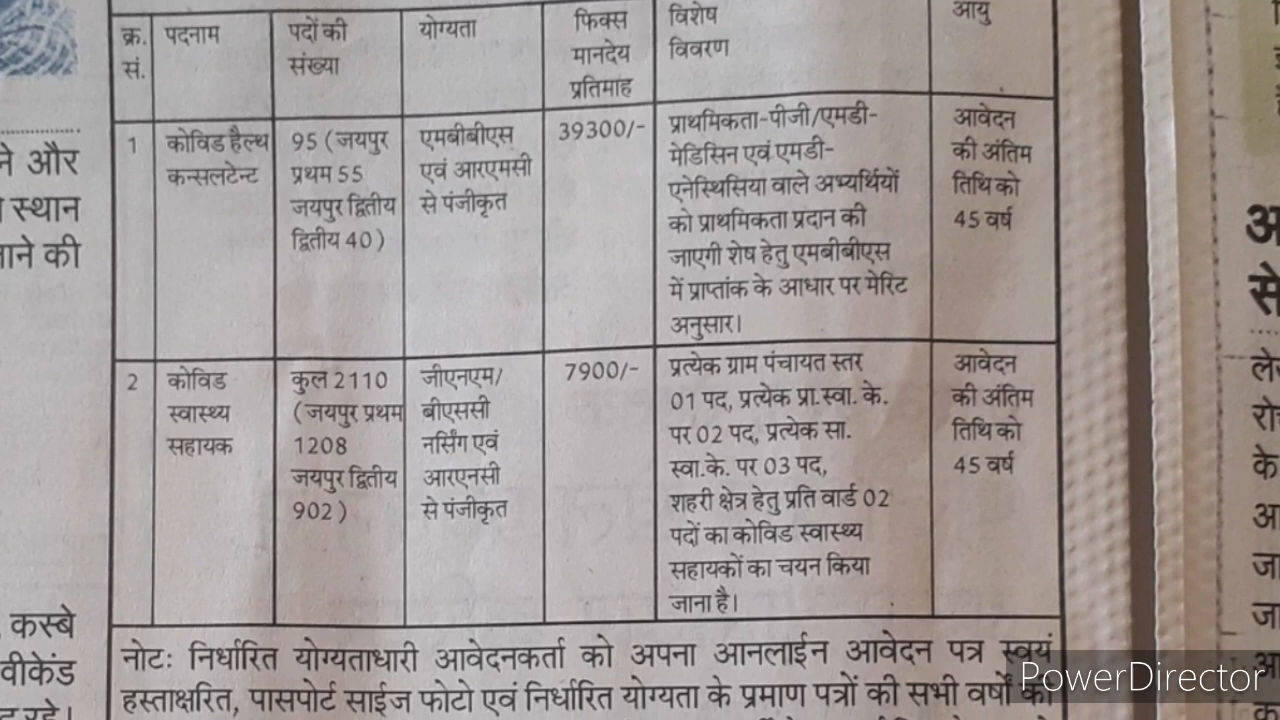 क्र. सं.
पदनाम
पदों की
संख्या
योग्यता
फिक्स
मानदेय
प्रतिमाह
विशेष
विवरण
आयु
1
कोविड हैल्थ
कन्सलटेन्ट
95 (जयपुर
प्रथम 55
जयपुर द्वितीय
द्वितीय 40)
एमबीबीएस
एवं आरएमसी
से पंजीकृत
39300/-
प्राथमिकता-पीजी/एमडी-
मेडिसिन एवं एमडी-
एनेस्थिसिया वाले अभ्यर्थियों
को प्राथमिकता प्रदान की
जाएगी शेष हेतु एमबीबीएस
में प्राप्तांक के आधार पर मेरिट
अनुसार।
आवेदन
की अंतिम
तिथि को
45 वर्ष
2
कोविड
स्वास्थ्य
सहायक
कुल 2110
(जयपुर प्रथम
1208
जयपुर द्वितीय
902)
जीएनएम/
बीएससी
नर्सिंग एवं
आरएनसी
से पंजीकृत
7900/-
प्रत्येक ग्राम पंचायत स्तर
01 पद, प्रत्येक प्रा.स्वा. के.
पर 02 पद, प्रत्येक सा.
स्वा.के. पर 03 पद,
शहरी क्षेत्र हेतु प्रति वार्ड 02
पदों का कोविड स्वास्थ्य
सहायकों का चयन किया
जाना है।
आवेदन
की अंतिम
तिथि को
45 वर्ष
नोटः निर्धारित योग्यताधारी आवेदनकर्ता को अपना आनलाईन आवेदन पत्र स्वयं
हस्ताक्षरित, पासपोर्ट साईज फोटो एवं निर्धारित योग्यता के प्रमाण पत्रों की सभी वर्षों की
ने और
स्थान
ाने की
कस्बे
वीकेंड
से
के
PowerDirector